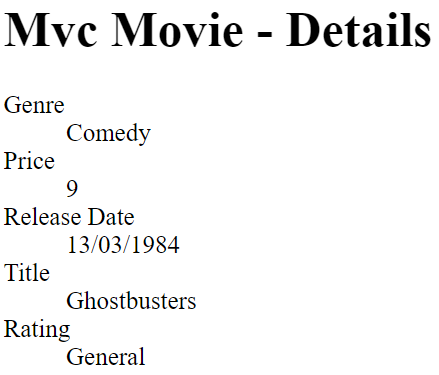 Mvc Movie - Details
Genre
Comedy
Price
9
Release Date
13/03/1984
Title
Ghostbusters
Rating
General